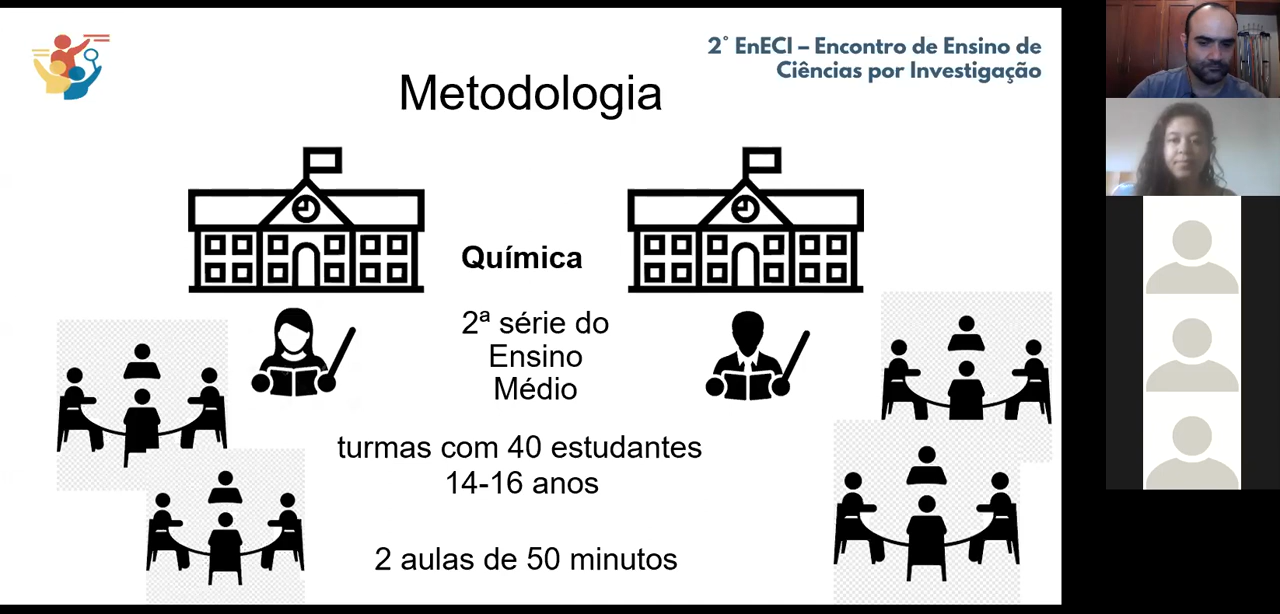 2° EnECI – Encontro de Ensino de
Ciências por Investigação
Metodologia
Química
2ª série do
Ensino
Médio
turmas com 40 estudantes
14-16 anos
2 aulas de 50 minutos